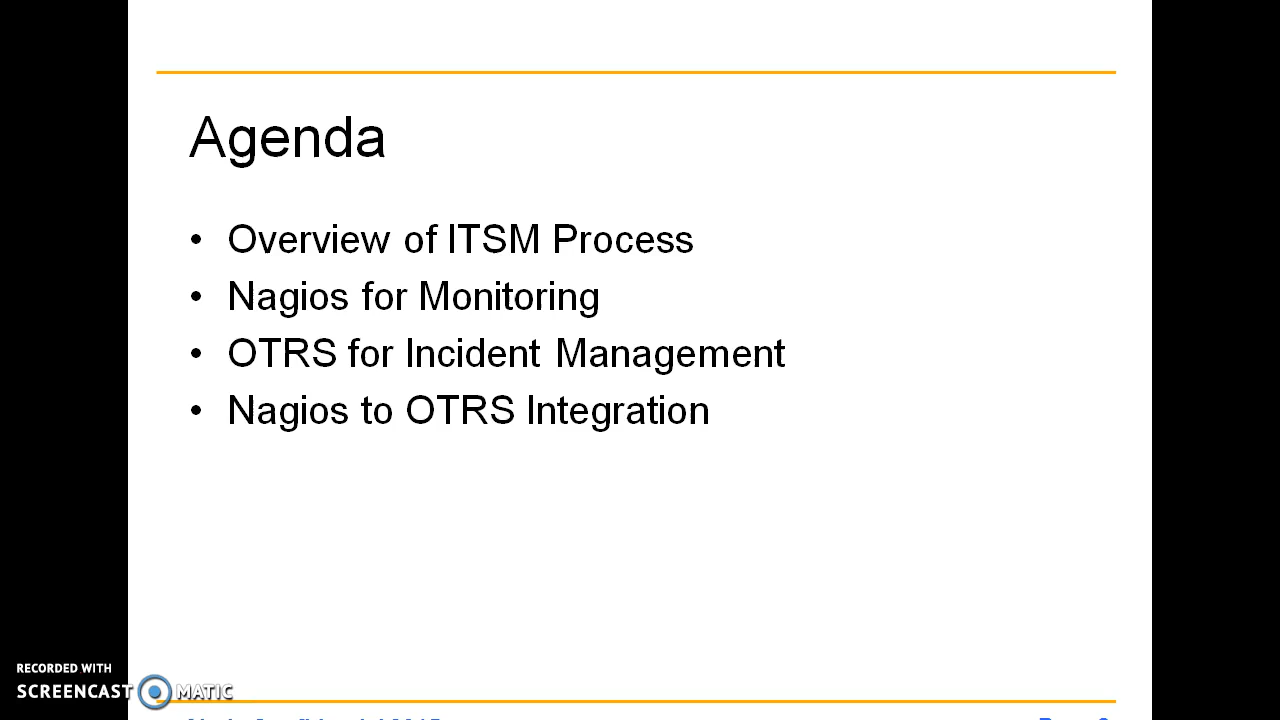 Agenda
• Overview of ITSM Process
• Nagios for Monitoring
• OTRS for Incident Management
• Nagios to OTRS Integration
RECORDED WITH
SCREENCAST MATIC